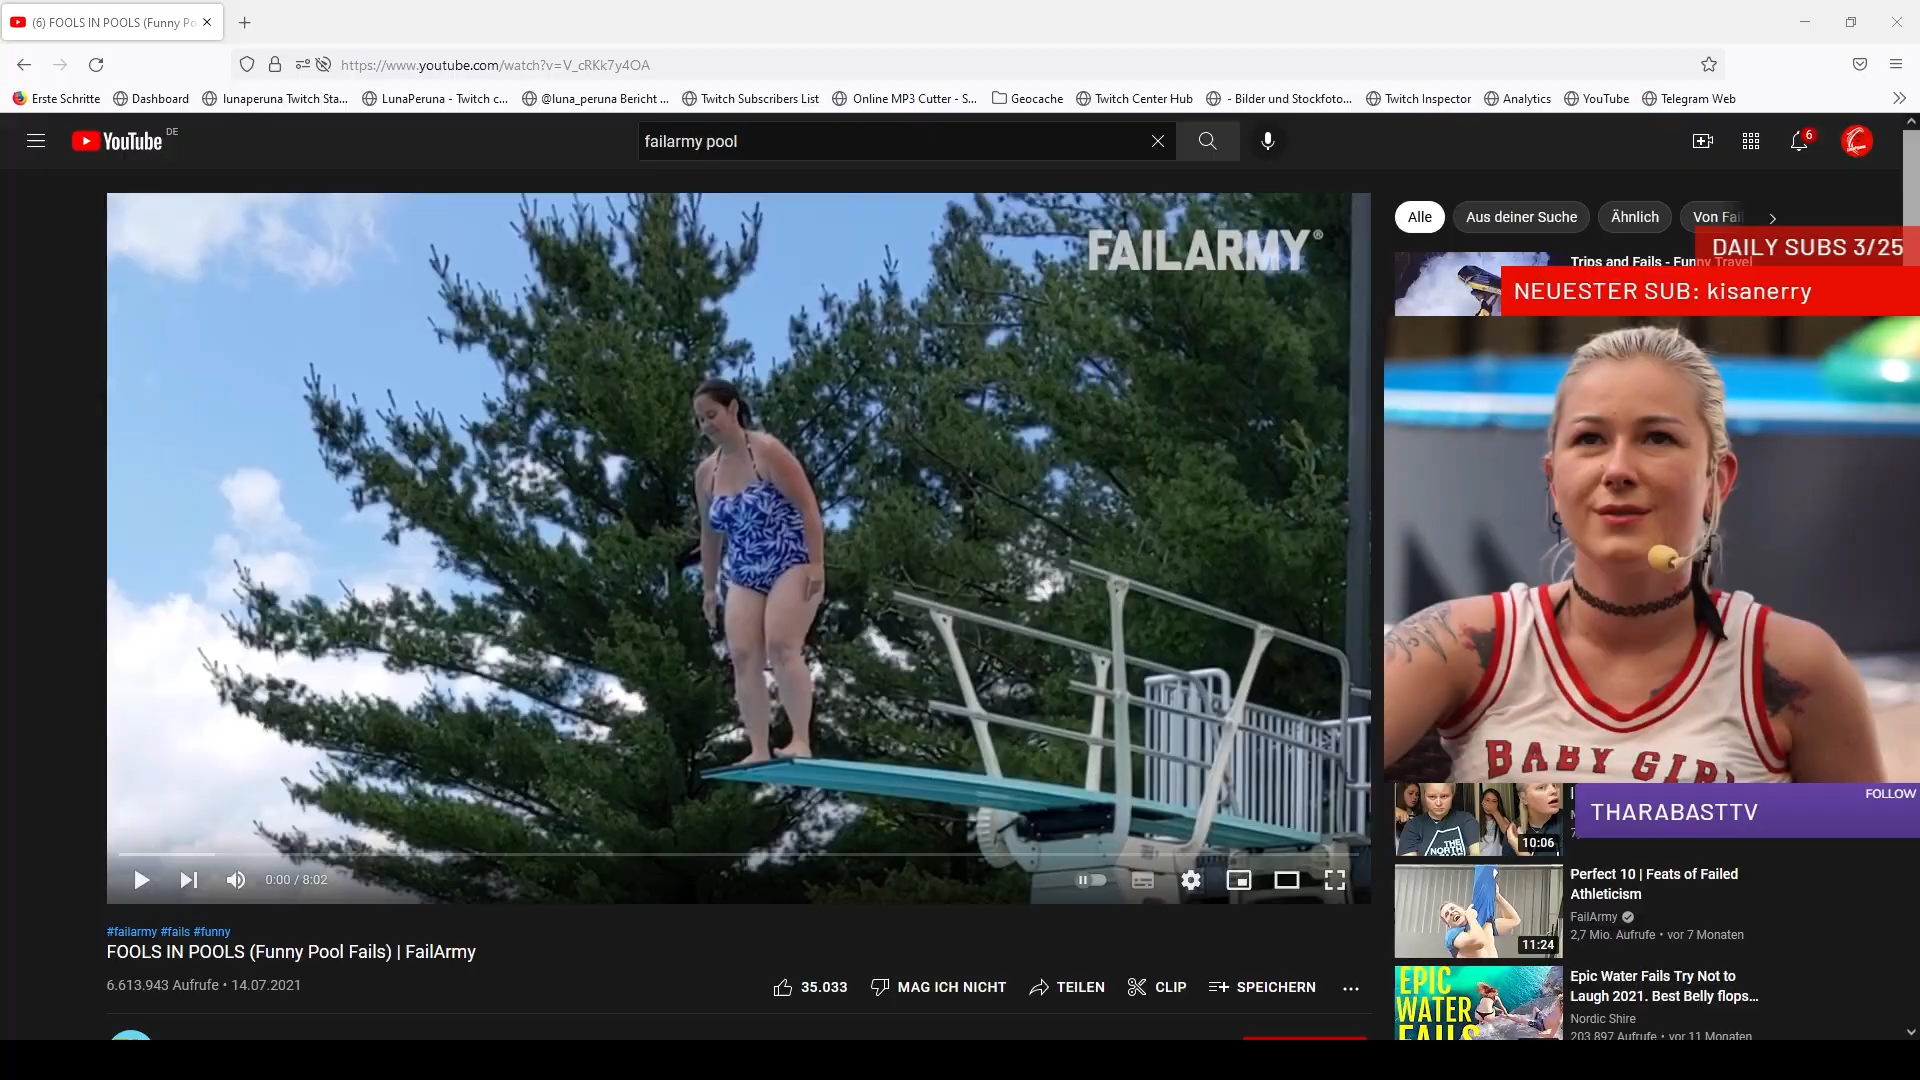 (6) FOOLS IN POOLS (Funny Po
https://www.youtube.com/watch?v=V_cRKk7y4OA
Erste Schritte
Dashboard
lunaperuna Twitch Sta...
LunaPeruna - Twitch c...
@luna_peruna Bericht ...
Twitch Subscribers List
Online MP3 Cutter - S...
Geocache
Twitch Center Hub
- Bilder und Stockfoto...
Twitch Inspector
Analytics
YouTube
Telegram Web
YouTube DE
failarmy pool
6
FAILARMY®
Alle
Aus deiner Suche
Ähnlich
Von Fai
DAILY SUBS 3/25
Trips and Fails - Funny Travel
NEUESTER SUB: kisanerry
BABY GIRL
THE
NORTH
10:06
FOLLOW
THARABASTTV
0:00 / 8:02
Perfect 10 | Feats of Failed
Athleticism
FailArmy
2,7 Mio. Aufrufe • vor 7 Monaten
11:24
#failarmy #fails #funny
FOOLS IN POOLS (Funny Pool Fails) | FailArmy
6.613.943 Aufrufe • 14.07.2021
35.033
MAG ICH NICHT
TEILEN
CLIP
SPEICHERN
EPIC
WATER
FAILS
Epic Water Fails Try Not to
Laugh 2021. Best Belly flops...
Nordic Shire
203.897 Aufrufe • vor 11 Monaten